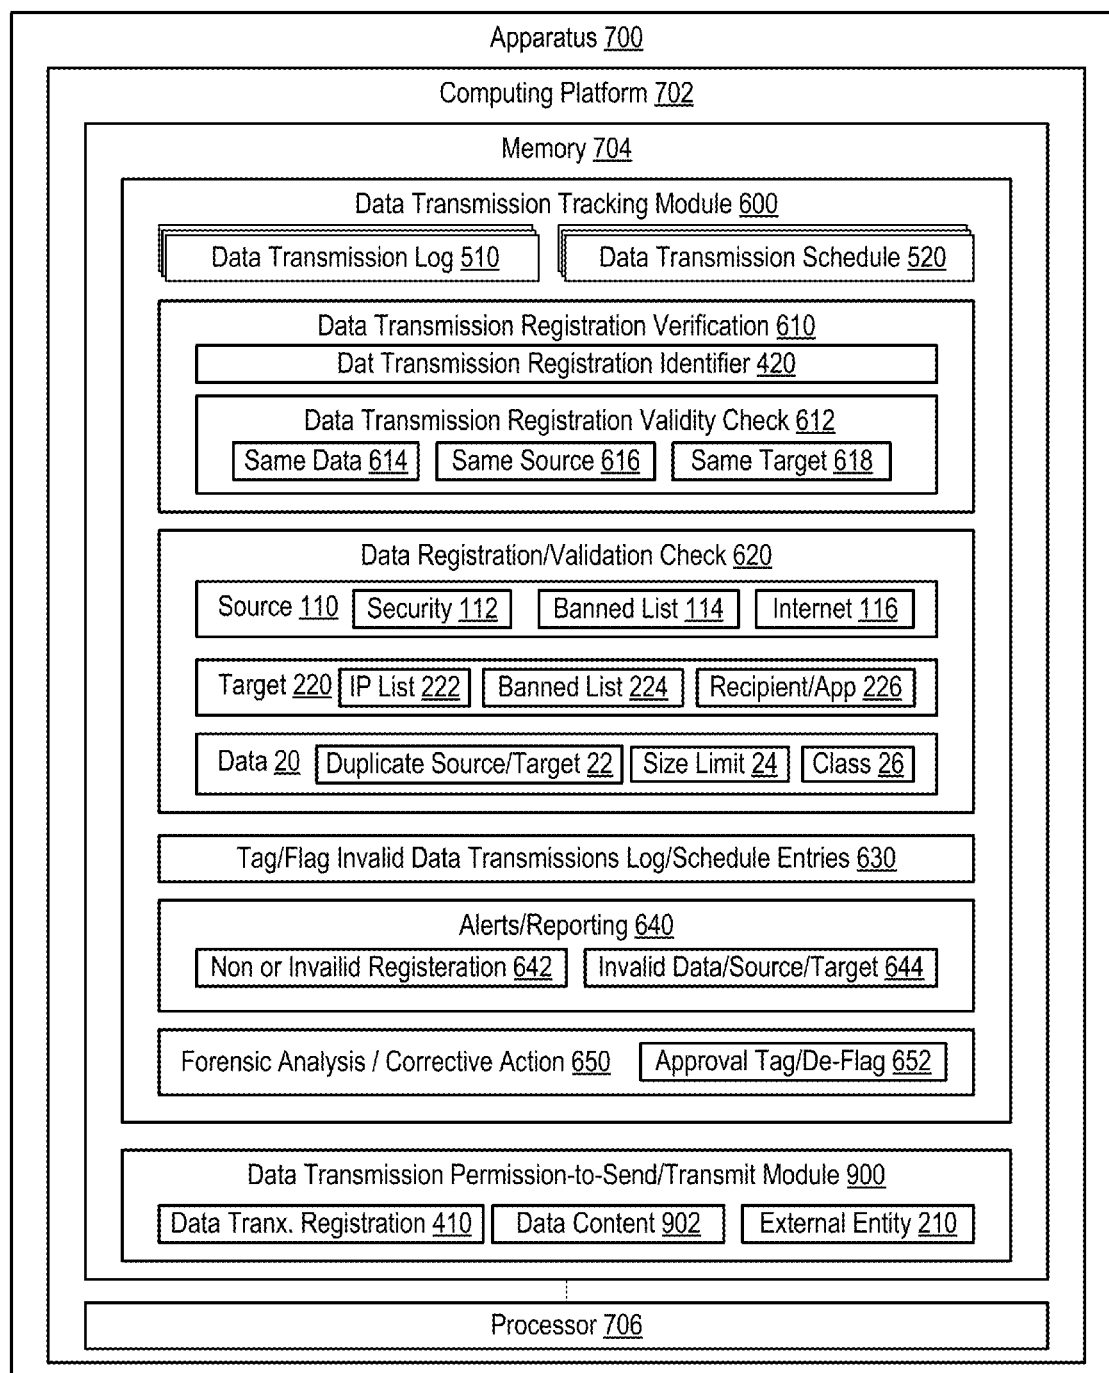 Apparatus 700
Computing Platform 702
Memory 704
Data Transmission Tracking Module 600
Data Transmission Log 510
Data Transmission Schedule 520
Data Transmission Registration Verification 610
Dat Transmission Registration Identifier 420
Data Transmission Registration Validity Check 612
Same Data 614
Same Source 616
Same Target 618
Data Registration/Validation Check 620
Source 110
Security 112
Banned List 114
Internet 116
Target 220
IP List 222
Banned List 224
Recipient/App 226
Data 20
Duplicate Source/Target 22
Size Limit 24
Class 26
Tag/Flag Invalid Data Transmissions Log/Schedule Entries 630
Alerts/Reporting 640
Non or Invailid Registeration 642
Invalid Data/Source/Target 644
Forensic Analysis / Corrective Action 650
Approval Tag/De-Flag 652
Data Transmission Permission-to-Send/Transmit Module 900
Data Tranx. Registration 410
Data Content 902
External Entity 210
Processor 706